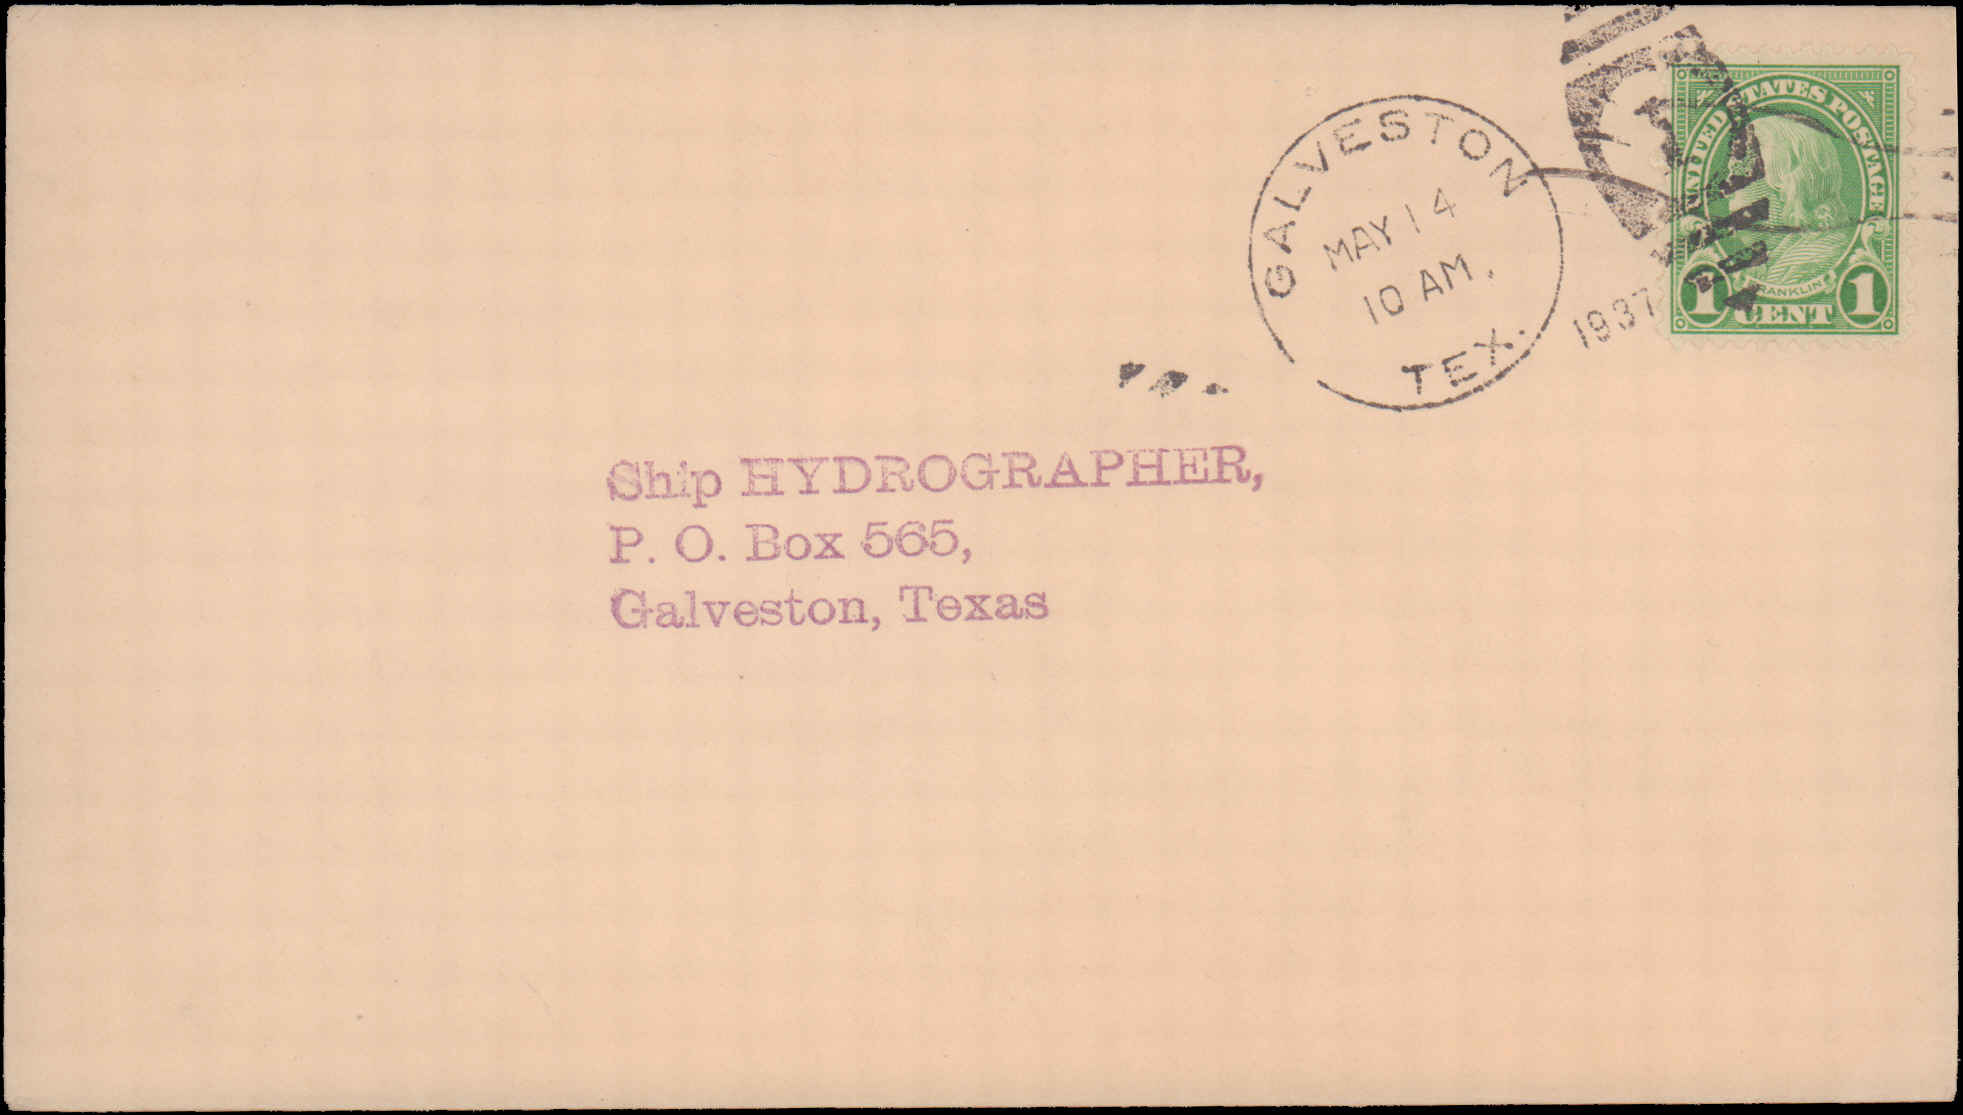 GALVESTON
MAY 14
10 AM.
TEX.
1937
UNITED STATES POSTAGE
FRANKLIN
1 CENT 1
Ship HYDROGRAPHER,
P. O. Box 565,
Galveston, Texas